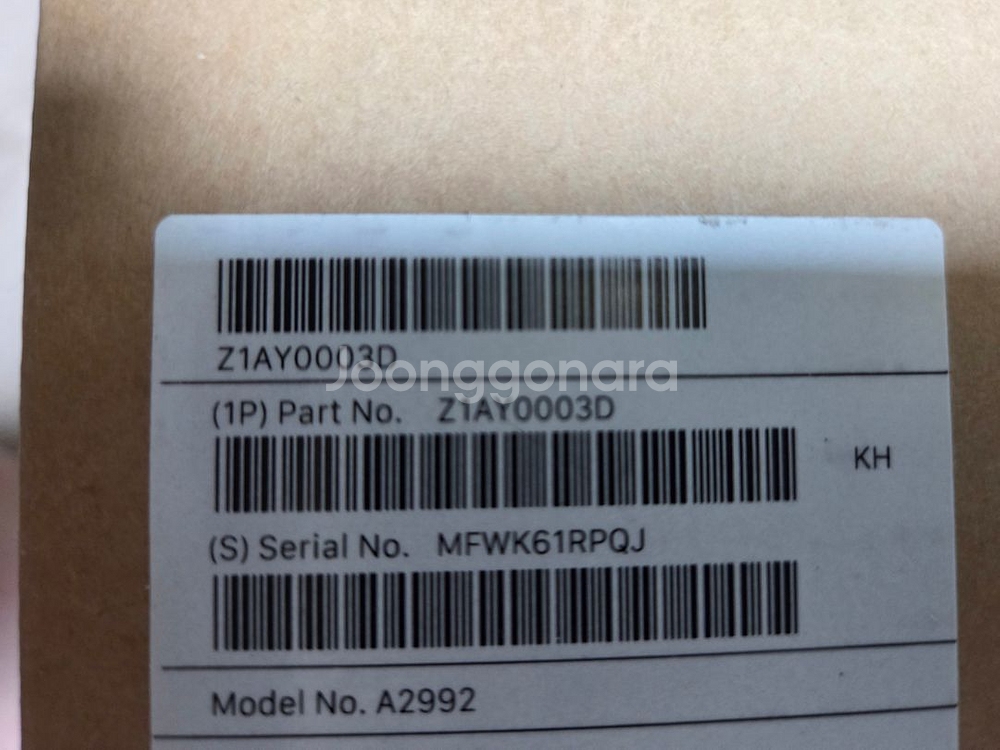 Z1AY0003D
Joonggonara
(1P) Part No. Z1AY0003D
KH
(S) Serial No. MFWK61RPQJ
Model No. A2992